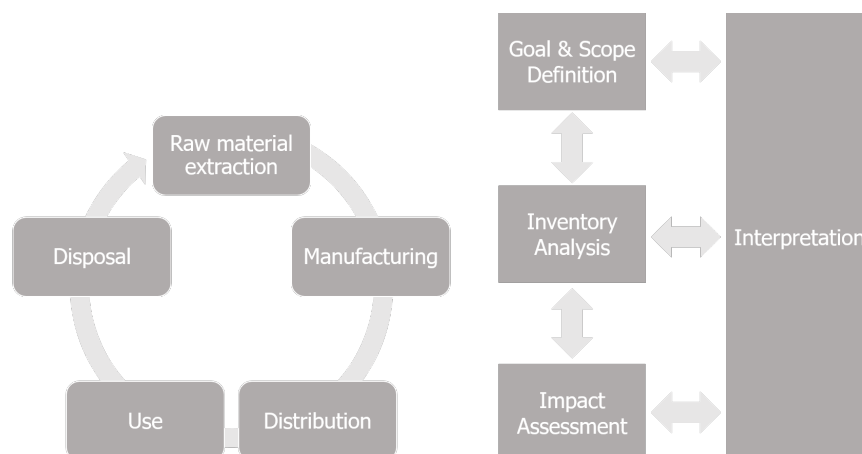 Raw material
extraction
Manufacturing
Distribution
Use
Disposal
Goal & Scope
Definition
Inventory
Analysis
Impact
Assessment
Interpretation